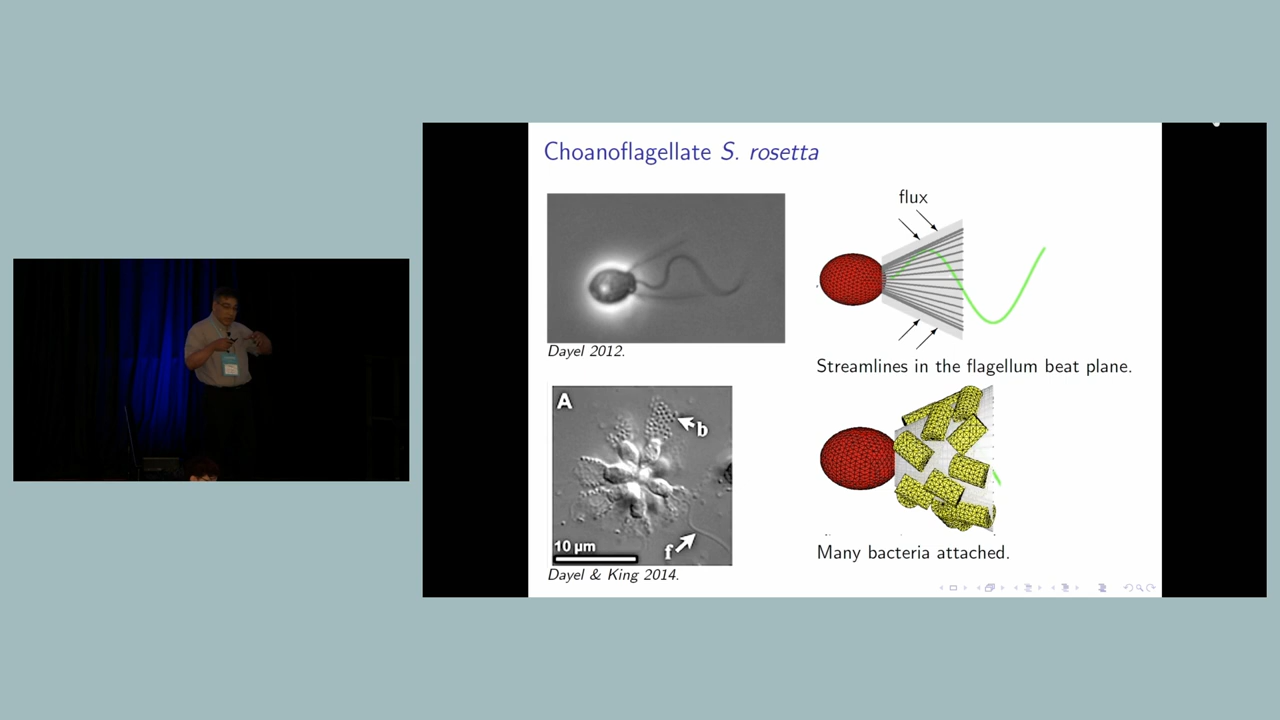 Choanoflagellate S. rosetta
flux
Dayel 2012.
Streamlines in the flagellum beat plane.
A
b
f
10 µm
Dayel & King 2014.
Many bacteria attached.